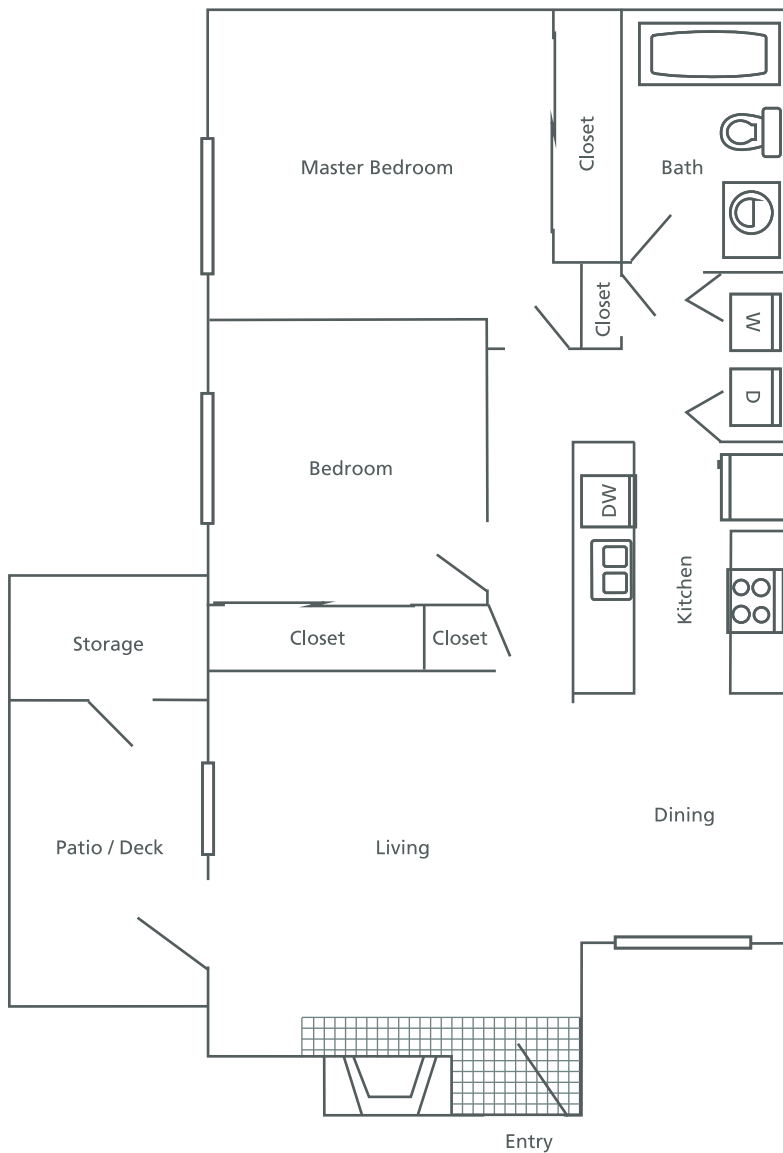 Master Bedroom
Closet
Bath
Closet
W
D
Bedroom
DW
Kitchen
Storage
Closet
Closet
Dining
Patio / Deck
Living
Entry